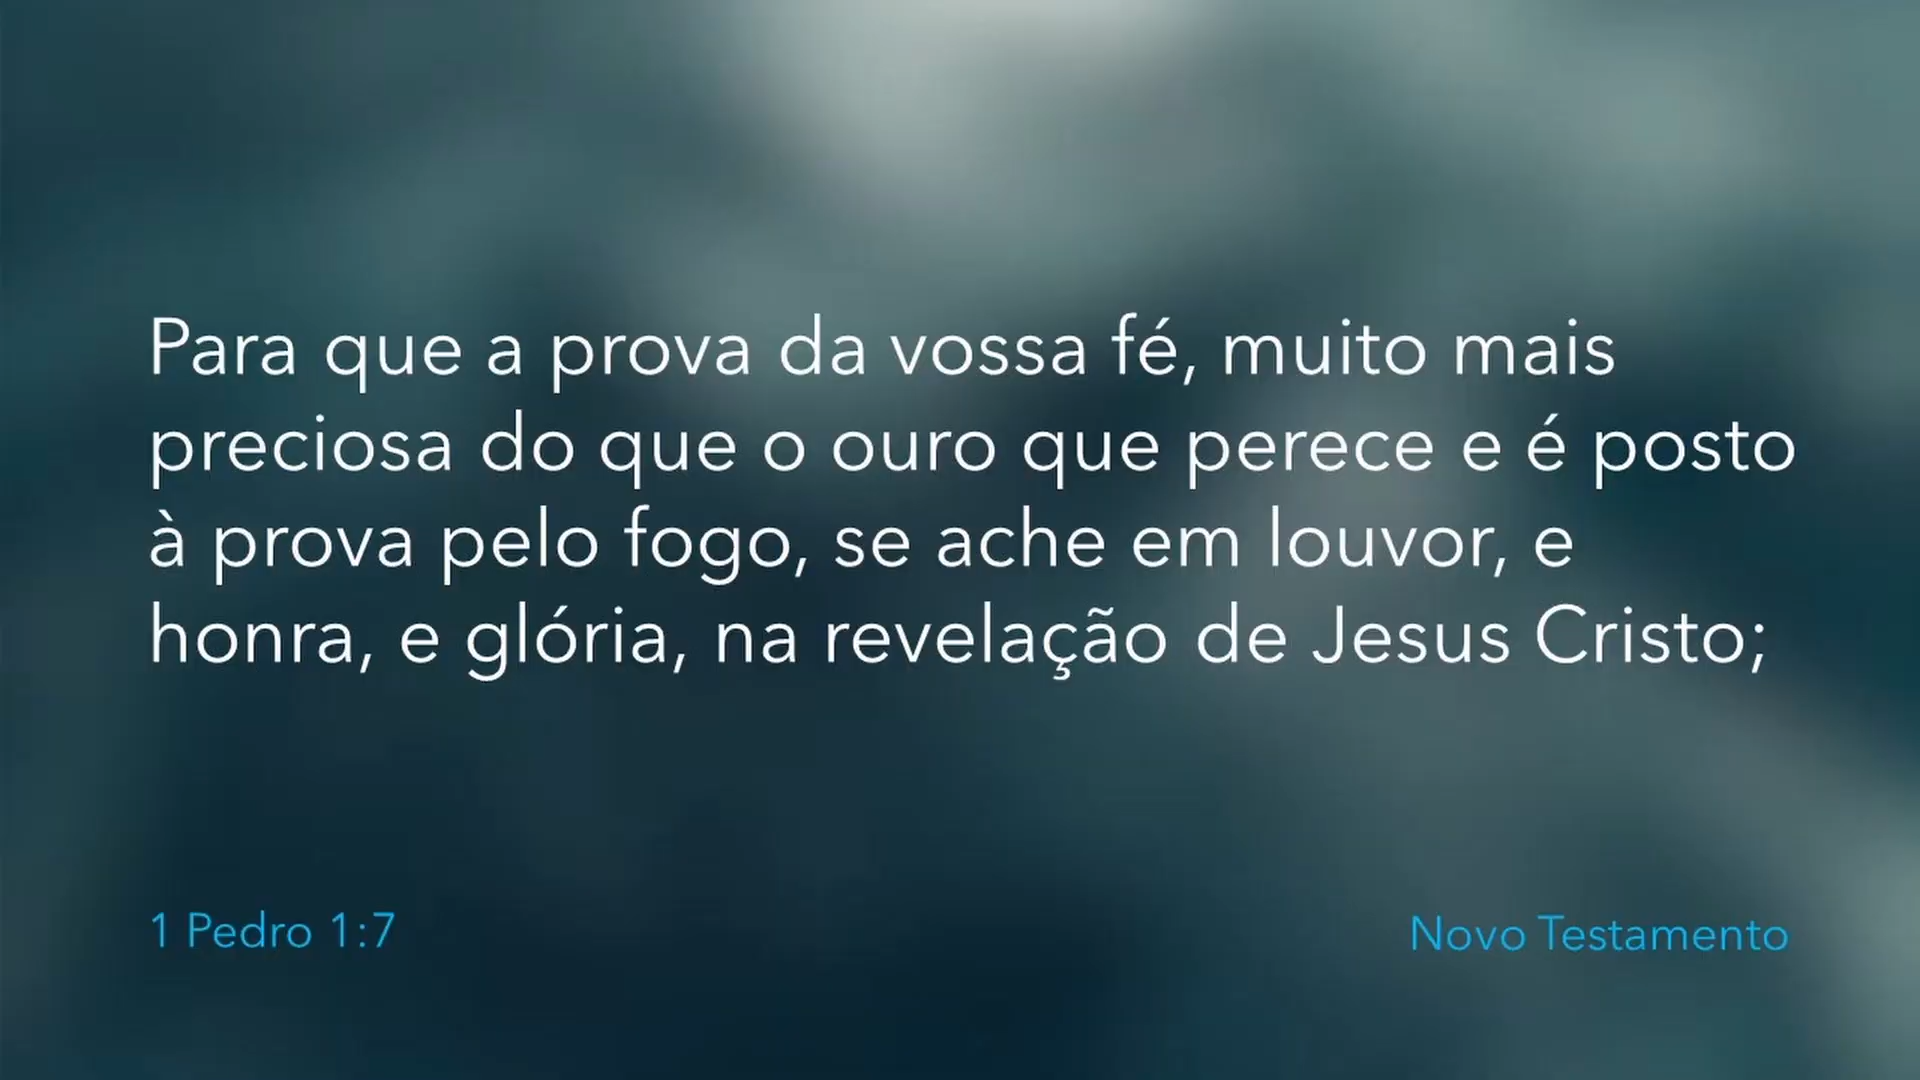 Para que a prova da vossa fé, muito mais
preciosa do que o ouro que perece e é posto
à prova pelo fogo, se ache em louvor, e
honra, e glória, na revelação de Jesus Cristo;
1 Pedro 1:7
Novo Testamento